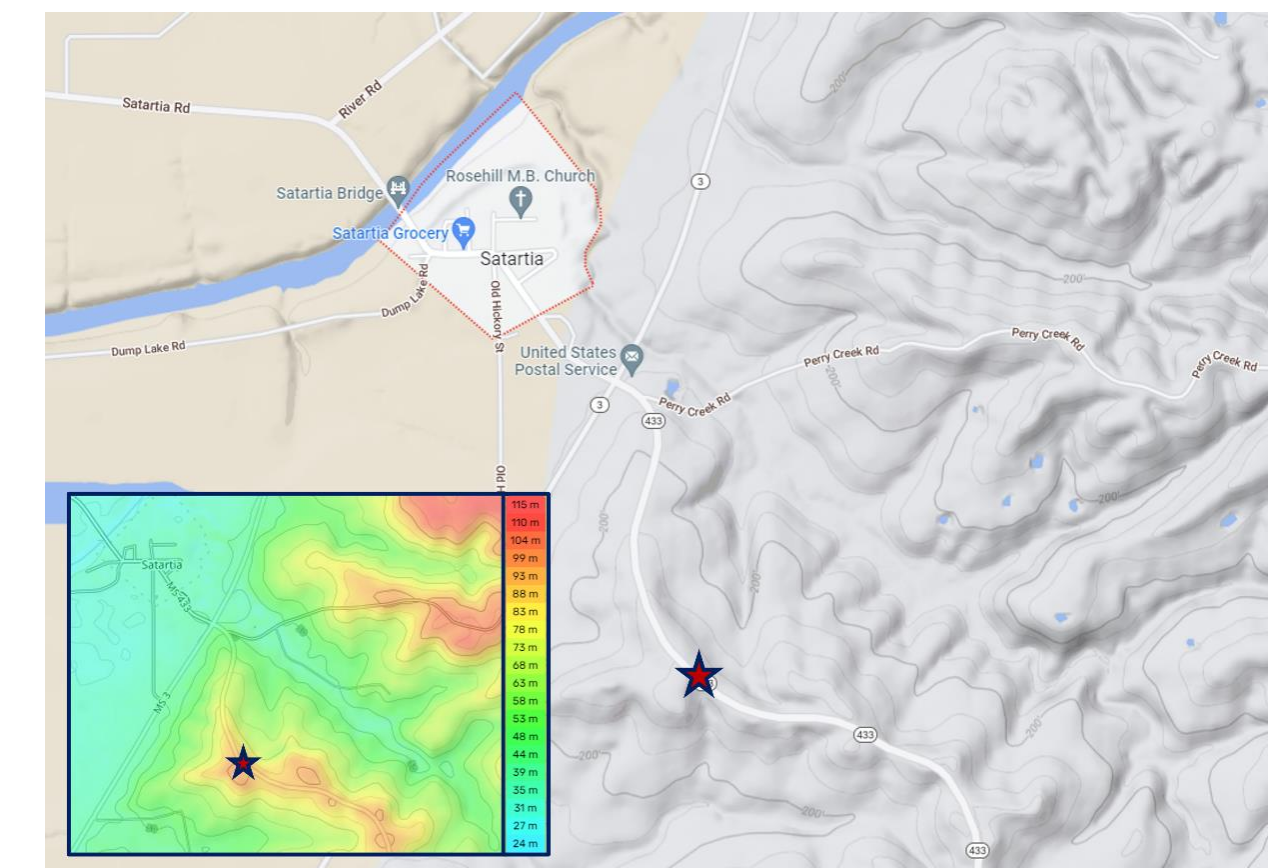 200'
Satartia Rd
River Rd
3
Satartia Bridge
Rosehill M.B. Church
Satartia Grocery
Satartia
Dump Lake Rd
Old Hickory St
200'
Dump Lake Rd
United States
Postal Service
Perry Creek Rd
Perry Creek Rd
Perry Creek Rd
200'
Perry Creek Rd
3
433
Old H
200'
200'
200'
433
200'
200'
200'
433
Satartia
MS 433
MS 3
115 m
110 m
104 m
99 m
93 m
88 m
83 m
78 m
73 m
68 m
63 m
58 m
53 m
48 m
44 m
39 m
35 m
31 m
27 m
24 m